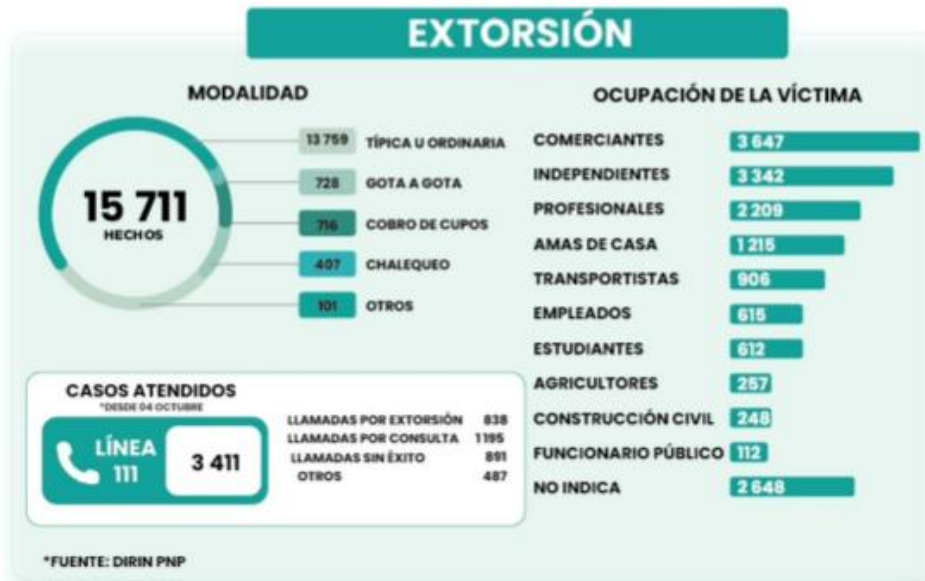 EXTORSIÓN
MODALIDAD
15 711
HECHOS
13 759 TÍPICA U ORDINARIA
728 GOTA A GOTA
716 COBRO DE CUPOS
407 CHALEQUEO
101 OTROS
CASOS ATENDIDOS
*DESDE 04 OCTUBRE
LÍNEA
111
3 411
LLAMADAS POR EXTORSIÓN 838
LLAMADAS POR CONSULTA 1 195
LLAMADAS SIN ÉXITO 891
OTROS 487
OCUPACIÓN DE LA VÍCTIMA
COMERCIANTES 3 647
INDEPENDIENTES 3 342
PROFESIONALES 2 209
AMAS DE CASA 1 215
TRANSPORTISTAS 906
EMPLEADOS 615
ESTUDIANTES 612
AGRICULTORES 257
CONSTRUCCIÓN CIVIL 248
FUNCIONARIO PÚBLICO 112
NO INDICA 2 648
*FUENTE: DIRIN PNP